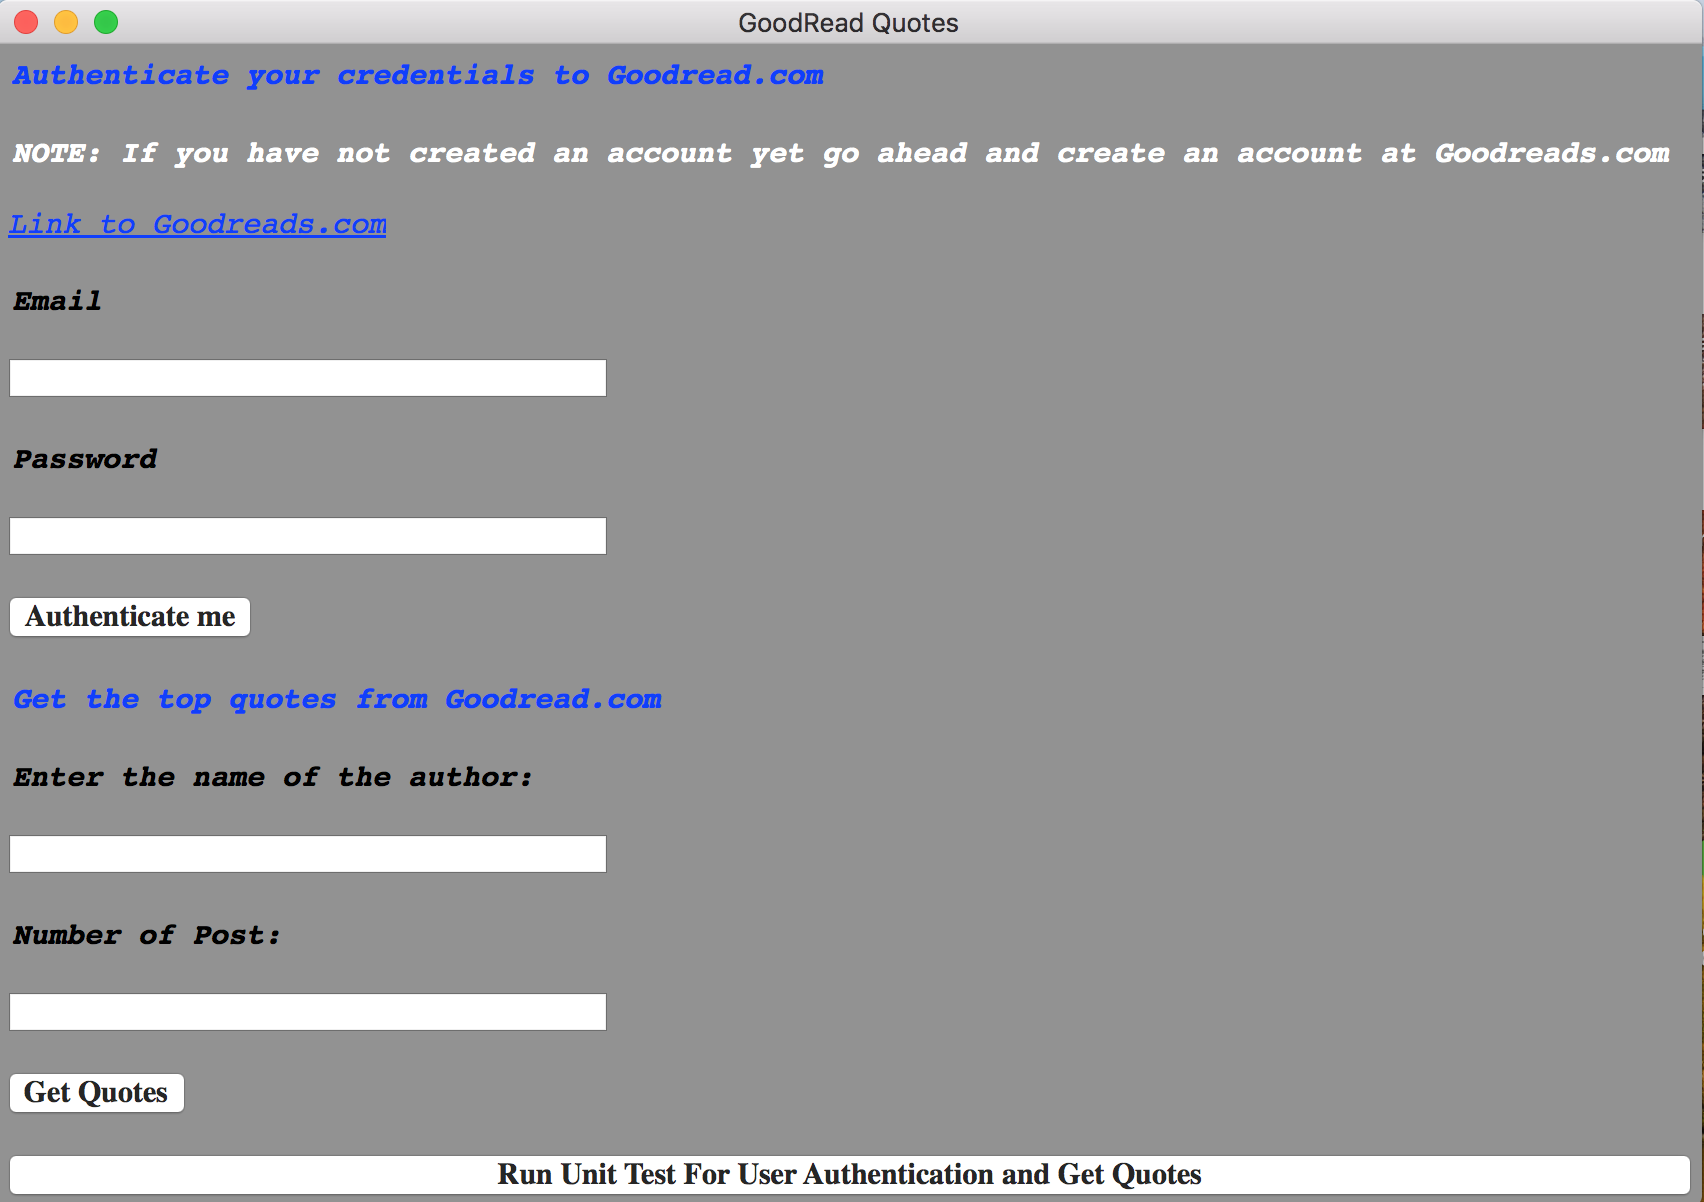 GoodRead Quotes
Authenticate your credentials to Goodread.com
NOTE: If you have not created an account yet go ahead and create an account at Goodreads.com
Link to Goodreads.com
Email
Password
Authenticate me
Get the top quotes from Goodread.com
Enter the name of the author:
Number of Post:
Get Quotes
Run Unit Test For User Authentication and Get Quotes